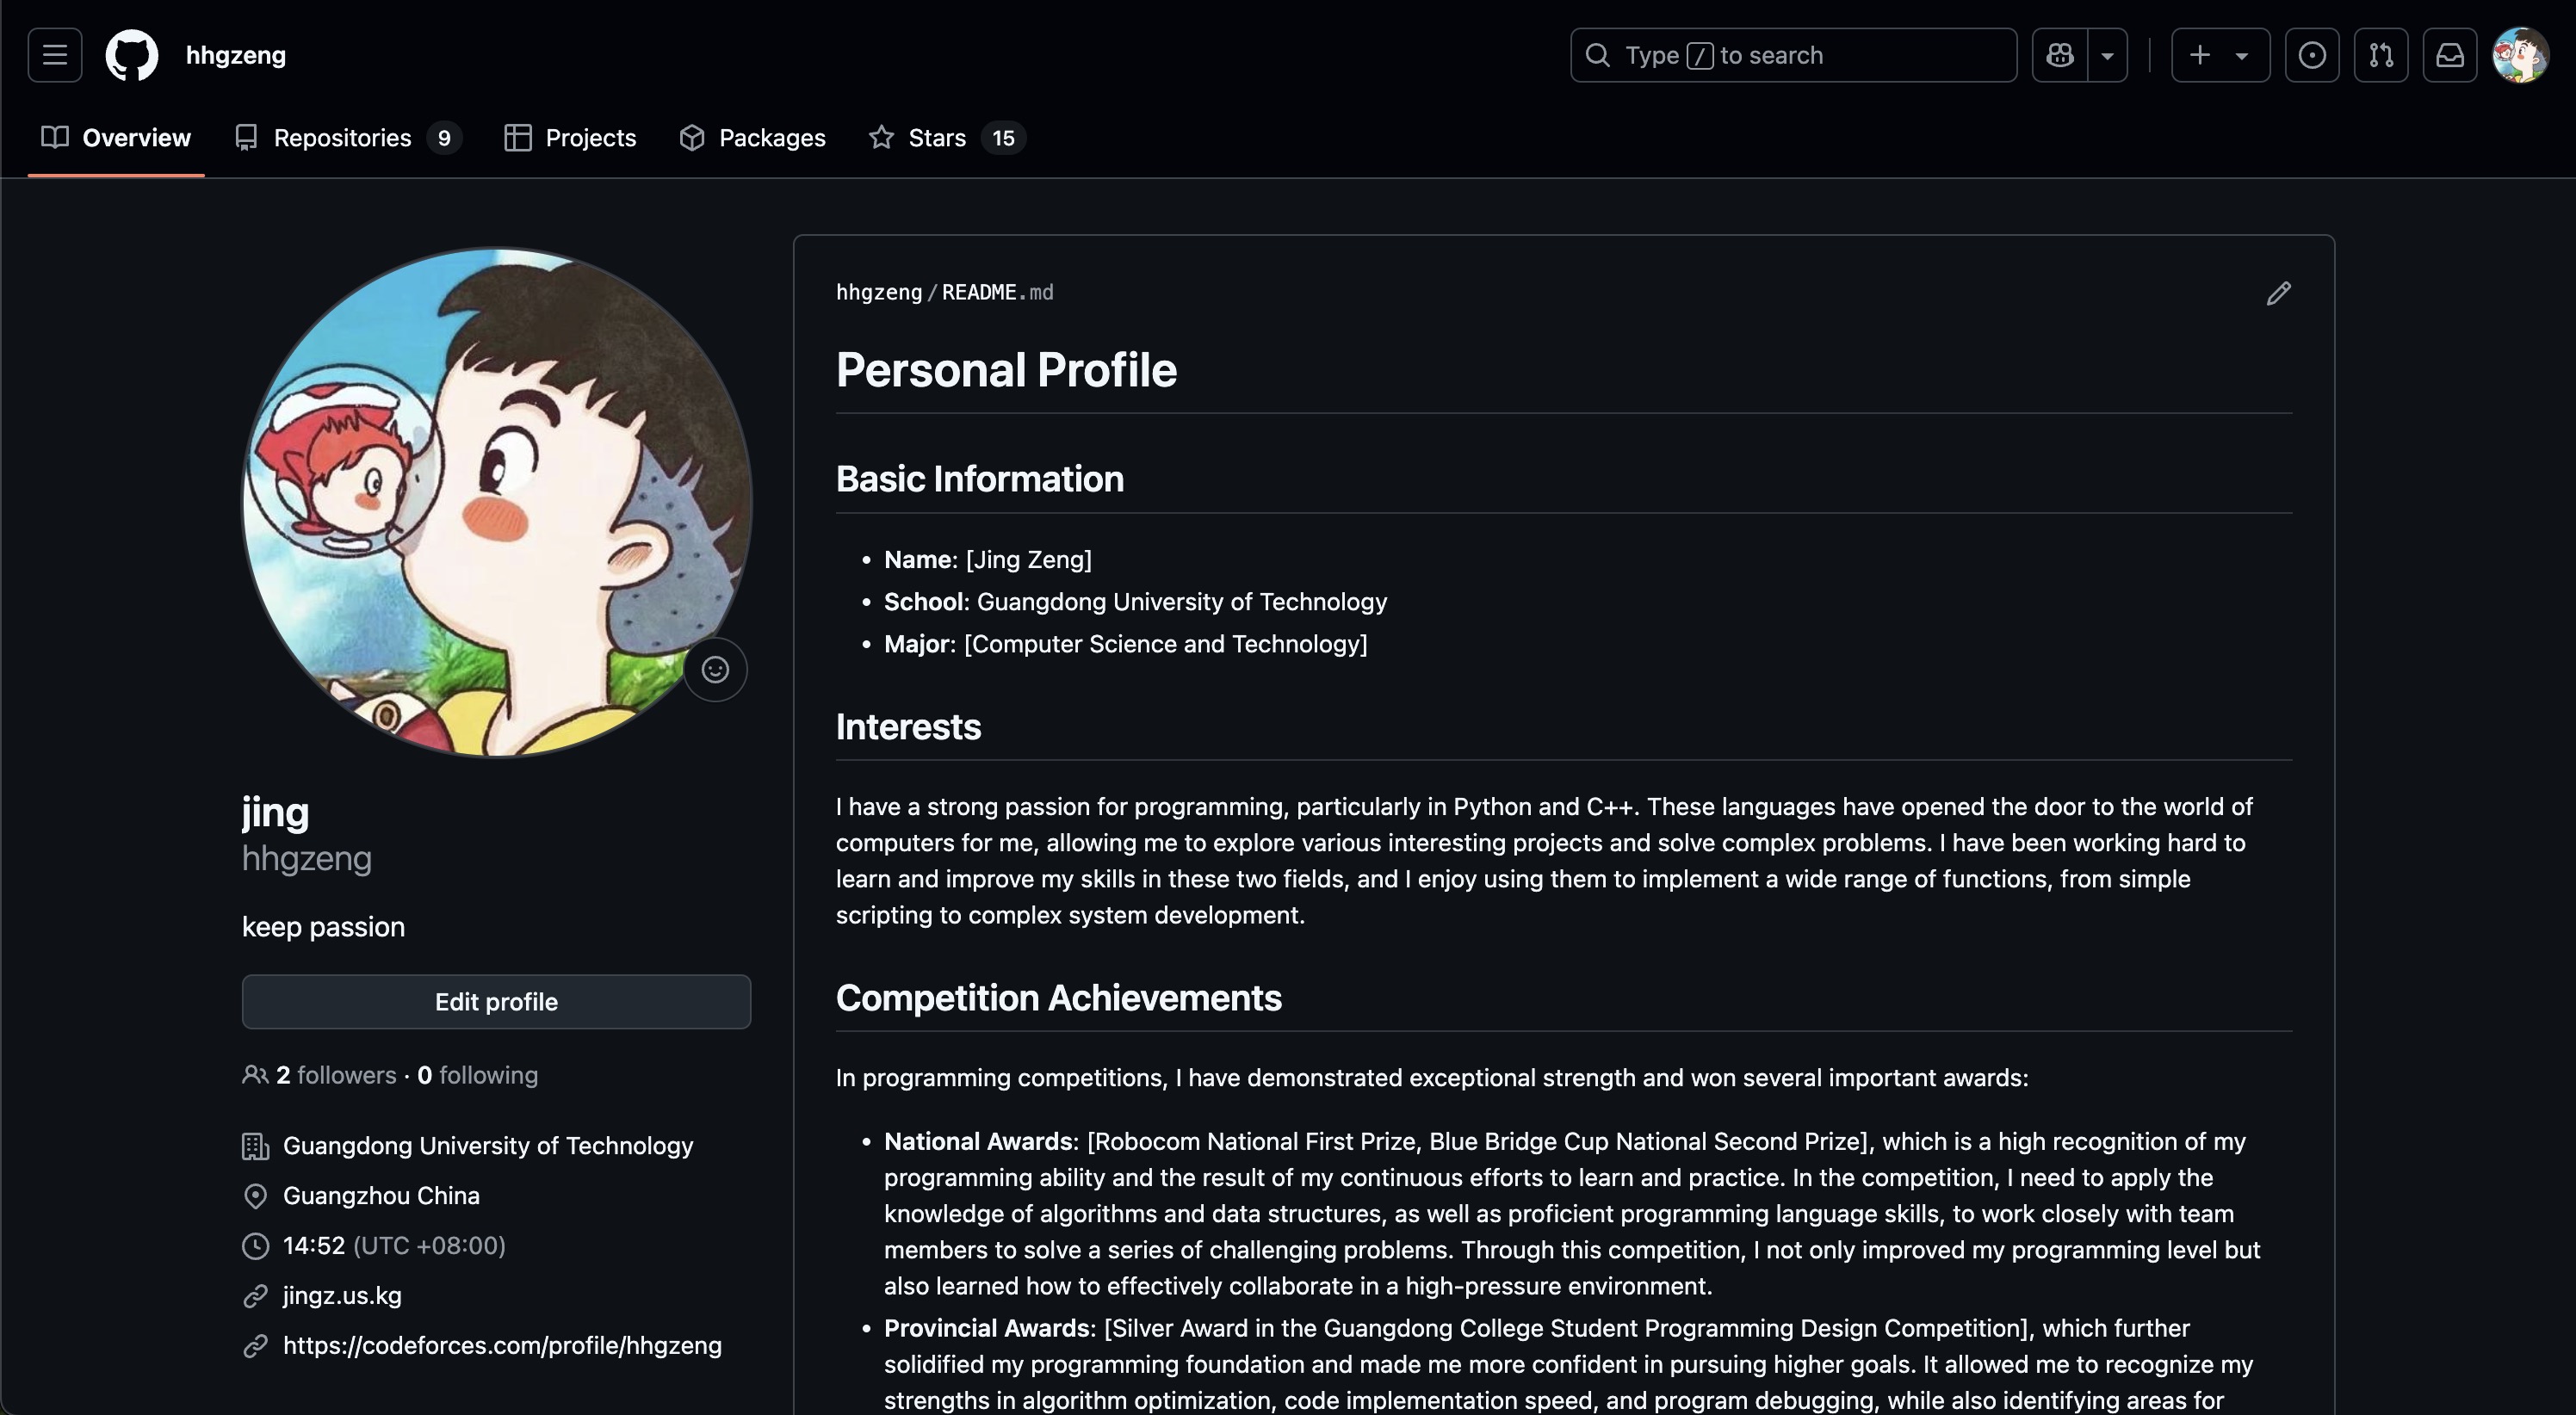 hhgzeng
Type / to search
Overview
Repositories 9
Projects
Packages
Stars 15
jing
hhgzeng
keep passion
Edit profile
2 followers · 0 following
Guangdong University of Technology
Guangzhou China
14:52 (UTC +08:00)
jingz.us.kg
https://codeforces.com/profile/hhgzeng
hhgzeng/README.md
Personal Profile
Basic Information
• Name: [Jing Zeng]
• School: Guangdong University of Technology
• Major: [Computer Science and Technology]
Interests
I have a strong passion for programming, particularly in Python and C++. These languages have opened the door to the world of
computers for me, allowing me to explore various interesting projects and solve complex problems. I have been working hard to
learn and improve my skills in these two fields, and I enjoy using them to implement a wide range of functions, from simple
scripting to complex system development.
Competition Achievements
In programming competitions, I have demonstrated exceptional strength and won several important awards:
• National Awards: [Robocom National First Prize, Blue Bridge Cup National Second Prize], which is a high recognition of my
programming ability and the result of my continuous efforts to learn and practice. In the competition, I need to apply the
knowledge of algorithms and data structures, as well as proficient programming language skills, to work closely with team
members to solve a series of challenging problems. Through this competition, I not only improved my programming level but
also learned how to effectively collaborate in a high-pressure environment.
• Provincial Awards: [Silver Award in the Guangdong College Student Programming Design Competition], which further
solidified my programming foundation and made me more confident in pursuing higher goals. It allowed me to recognize my
strengths in algorithm optimization, code implementation speed, and program debugging, while also identifying areas for